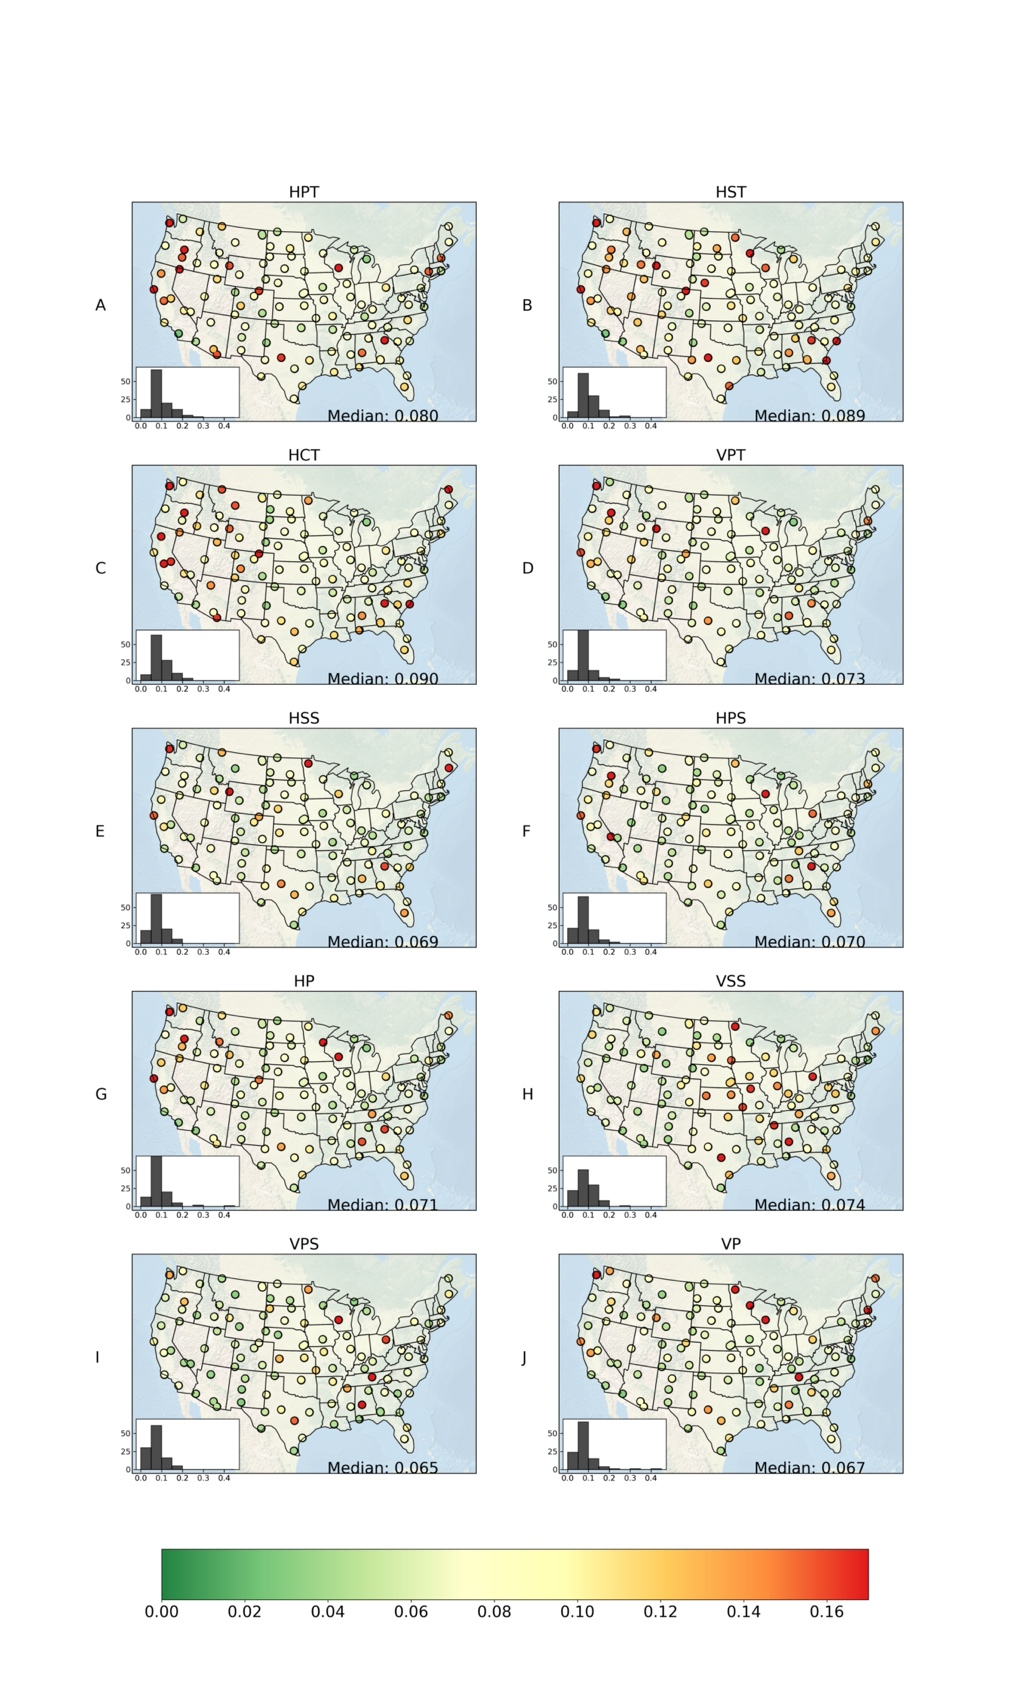 HPT
HST
A
B
50
25
0
0.0 0.1 0.2 0.3 0.4
Median: 0.080
50
25
0
0.0 0.1 0.2 0.3 0.4
Median: 0.089
HCT
VPT
C
D
50
25
0
0.0 0.1 0.2 0.3 0.4
Median: 0.090
50
25
0
0.0 0.1 0.2 0.3 0.4
Median: 0.073
HSS
HPS
E
F
50
25
0
0.0 0.1 0.2 0.3 0.4
Median: 0.069
50
25
0
0.0 0.1 0.2 0.3 0.4
Median: 0.070
HP
VSS
G
H
50
25
0
0.0 0.1 0.2 0.3 0.4
Median: 0.071
50
25
0
0.0 0.1 0.2 0.3 0.4
Median: 0.074
VPS
VP
I
J
50
25
0
0.0 0.1 0.2 0.3 0.4
Median: 0.065
50
25
0
0.0 0.1 0.2 0.3 0.4
Median: 0.067
0.00 0.02 0.04 0.06 0.08 0.10 0.12 0.14 0.16